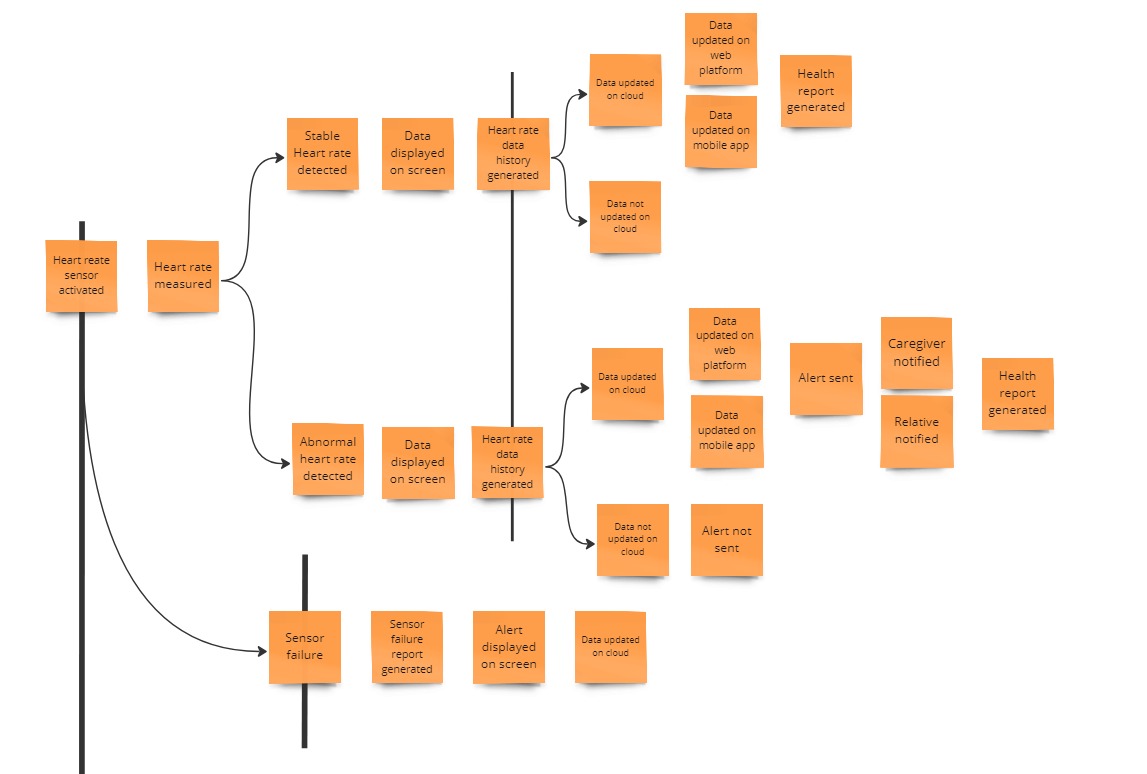 Data
updated on
web
platform
Health
report
generated
Data updated
on cloud
Data
updated on
mobile app
Stable
Heart rate
detected
Data
displayed
on screen
Heart rate
data
history
generated
Data not
updated on
cloud
Heart reate
sensor
activated
Heart rate
measured
Data
updated on
web
platform
Caregiver
notified
Data updated
on cloud
Alert sent
Health
report
generated
Data
updated on
mobile app
Relative
notified
Abnormal
heart rate
detected
Data
displayed
on screen
Heart rate
data
history
generated
Data not
updated on
cloud
Alert not
sent
Sensor
failure
Sensor
failure
report
generated
Alert
displayed
on screen
Data updated
on cloud